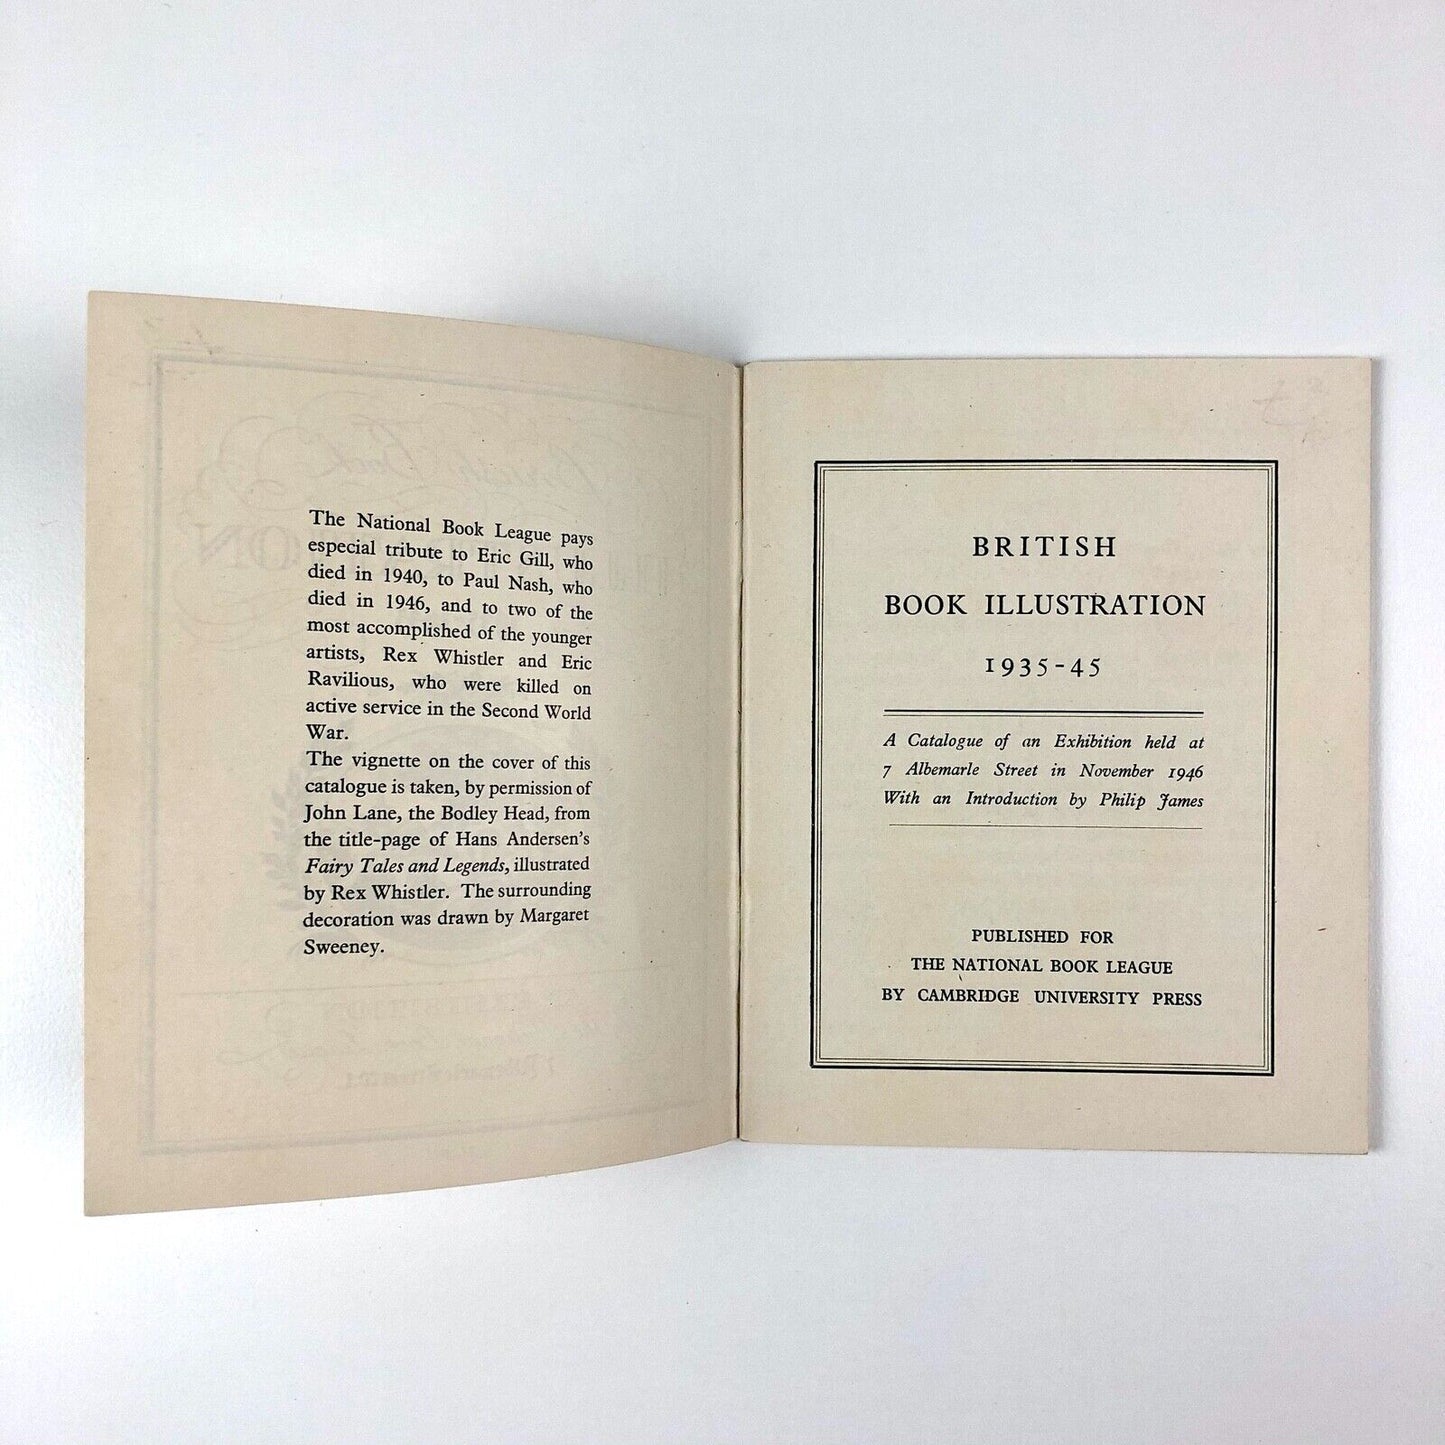 The National Book League pays
especial tribute to Eric Gill, who
died in 1940, to Paul Nash, who
died in 1946, and to two of the
most accomplished of the younger
artists, Rex Whistler and Eric
Ravilious, who were killed on
active service in the Second World
War.
The vignette on the cover of this
catalogue is taken, by permission of
John Lane, the Bodley Head, from
the title-page of Hans Andersen's
Fairy Tales and Legends, illustrated
by Rex Whistler. The surrounding
decoration was drawn by Margaret
Sweeney.
BRITISH
BOOK ILLUSTRATION
1935-45
A Catalogue of an Exhibition held at
7 Albemarle Street in November 1946
With an Introduction by Philip James
PUBLISHED FOR
THE NATIONAL BOOK LEAGUE
BY CAMBRIDGE UNIVERSITY PRESS